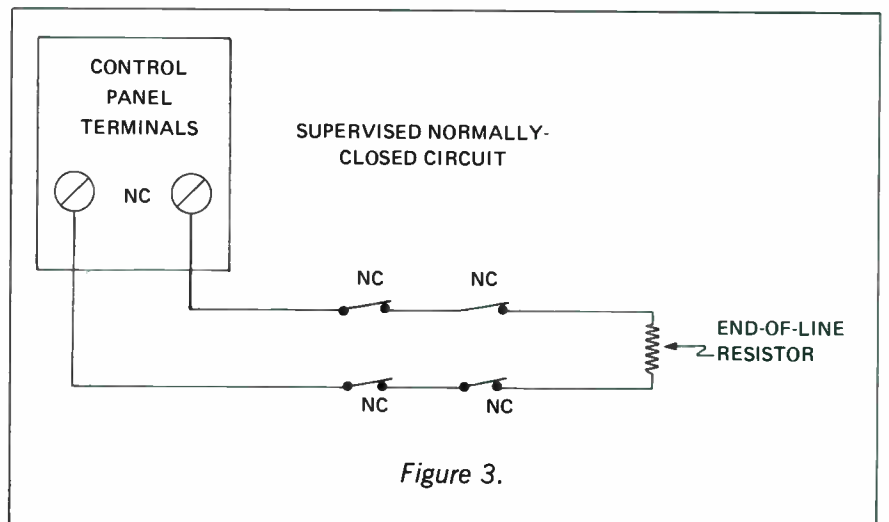 CONTROL
PANEL
TERMINALS
NC
SUPERVISED NORMALLY-
CLOSED CIRCUIT
NC
NC
END-OF-LINE
RESISTOR
NC
NC
Figure 3.